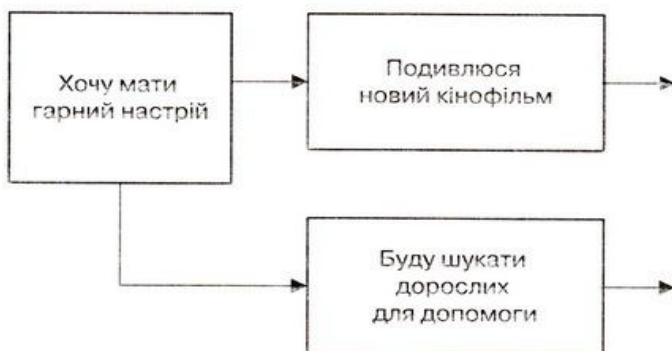 Хочу мати
гарний настрій
Подивлюся
новий кінофільм
Буду шукати
дорослих
для допомоги